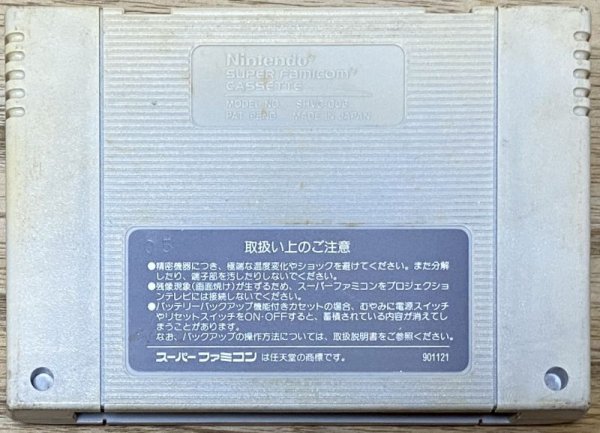 Nintendo®
SUPER Famicom™
CASSETTE
MODEL NO. SHVC-002
PAT. PEND. MADE IN JAPAN
05
取扱い上のご注意
●精密機器につき、極端な温度変化やショックを避けてください。また分解
したり、端子部を汚したりしないでください。
●残像現象(画面焼け)が生ずるため、スーパーファミコンをプロジェクション
テレビには接続しないでください。
●バッテリーバックアップ機能付きカセットの場合、むやみに電源スイッチ
やリセットスイッチをON・OFFすると、蓄積されている内容が消えてし
まうことがあります。
なお、バックアップの操作方法については、取扱説明書をご参照ください。
スーパーファミコンは任天堂の商標です。 901121